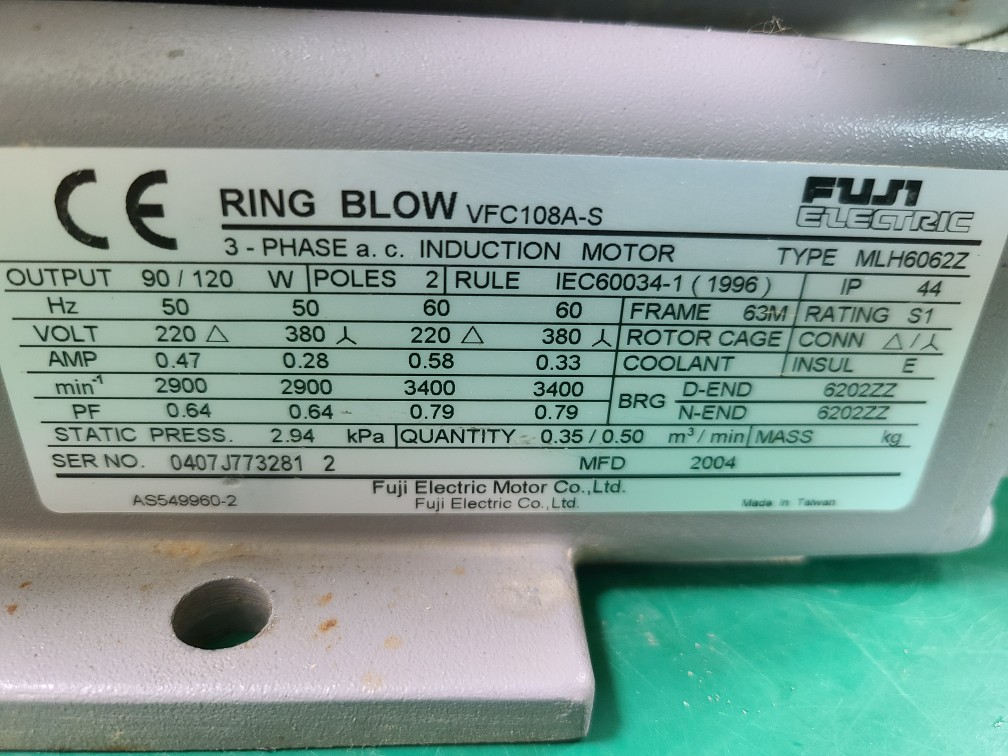 CE RING BLOW VFC108A-S FUJI ELECTRIC
3 - PHASE a. c. INDUCTION MOTOR TYPE MLH6062Z
OUTPUT 90 / 120 W POLES 2 RULE IEC60034-1 ( 1996 ) IP 44
Hz 50 50 60 60 FRAME 63M RATING S1
VOLT 220 △ 380 ⅄ 220 △ 380 ⅄ ROTOR CAGE CONN △/⅄
AMP 0.47 0.28 0.58 0.33 COOLANT INSUL E
min⁻¹ 2900 2900 3400 3400 BRG D-END 6202ZZ
PF 0.64 0.64 0.79 0.79 N-END 6202ZZ
STATIC PRESS. 2.94 kPa QUANTITY 0.35 / 0.50 m³/ min MASS kg
SER NO. 0407J773281 2 MFD 2004
AS549960-2 Fuji Electric Motor Co.,Ltd.
Fuji Electric Co.,Ltd. Made in Taiwan